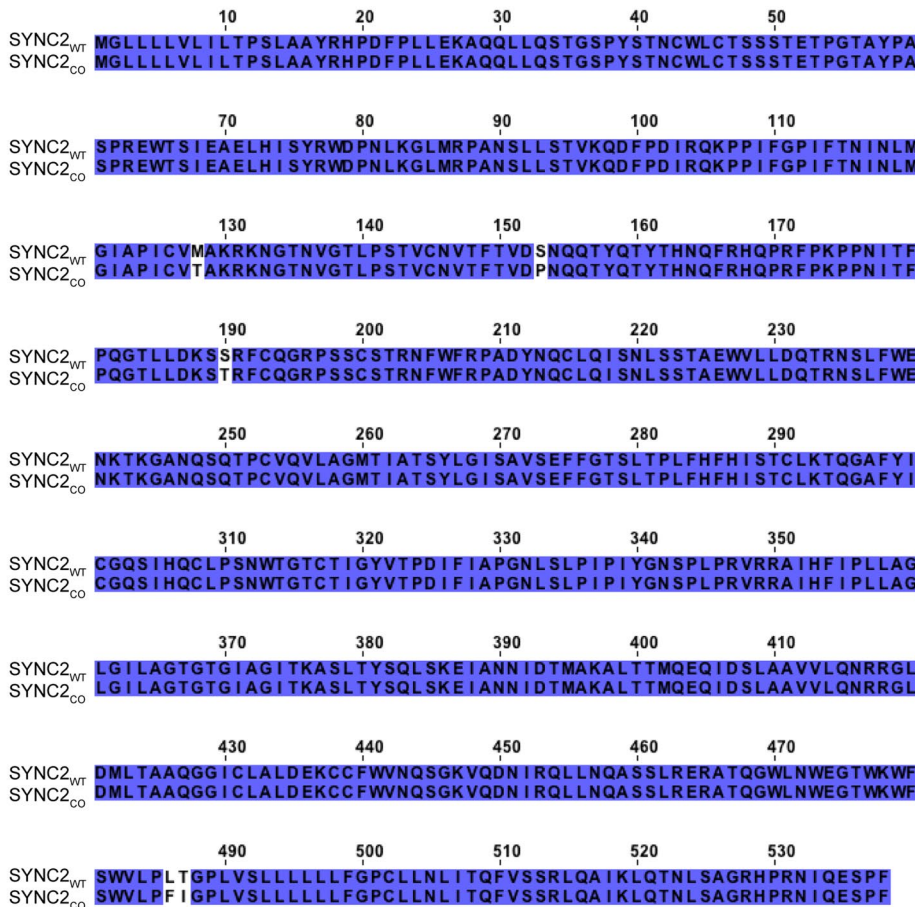 10 20 30 40 50
SYNC2WT MGLLLLVLILTPSLAAYRHPDFPLLEKAQQLLQSTGSPYSTNCWLCTSSSTETPGTAYPA
SYNC2CO MGLLLLVLILTPSLAAYRHPDFPLLEKAQQLLQSTGSPYSTNCWLCTSSSTETPGTAYPA
70 80 90 100 110
SYNC2WT SPREWTSIEAELHISYRWDPNLKGLMRPANSLLSTVKQDFPDIRQKPPIFGPIFTNINLM
SYNC2CO SPREWTSIEAELHISYRWDPNLKGLMRPANSLLSTVKQDFPDIRQKPPIFGPIFTNINLM
130 140 150 160 170
SYNC2WT GIAPICVMAKRKNGTNVGTLPSTVCNVTFTVDSNQQTYQTYTHNQFRHQPRFPKPPNITF
SYNC2CO GIAPICVTAKRKNGTNVGTLPSTVCNVTFTVDPNQQTYQTYTHNQFRHQPRFPKPPNITF
190 200 210 220 230
SYNC2WT PQGTLLDKSSRFCQGRPSSCSTRNFWFRPADYNQCLQISNLSSTAEWVLLDQTRNSLFWE
SYNC2CO PQGTLLDKSTRFCQGRPSSCSTRNFWFRPADYNQCLQISNLSSTAEWVLLDQTRNSLFWE
250 260 270 280 290
SYNC2WT NKTKGANQSQTPCVQVLAGMTIATSYLGISAVSEFFGTSLTPLFHFHISTCLKTQGAFYI
SYNC2CO NKTKGANQSQTPCVQVLAGMTIATSYLGISAVSEFFGTSLTPLFHFHISTCLKTQGAFYI
310 320 330 340 350
SYNC2WT CGQSIHQCLPSNWTGTCTIGYVTPDIFIAPGNLSLPIPIYGNSPLPRVRRAIHFIPLLAG
SYNC2CO CGQSIHQCLPSNWTGTCTIGYVTPDIFIAPGNLSLPIPIYGNSPLPRVRRAIHFIPLLAG
370 380 390 400 410
SYNC2WT LGILAGTGTGIAGITKASLTYSQLSKEIANNIDTMAKALTTMQEQIDSLAAVVLQNRRGL
SYNC2CO LGILAGTGTGIAGITKASLTYSQLSKEIANNIDTMAKALTTMQEQIDSLAAVVLQNRRGL
430 440 450 460 470
SYNC2WT DMLTAAQGGICLALDEKCCFWVNQSGKVQDNIRQLLNQASSLRERATQGWLNWEGTWKWF
SYNC2CO DMLTAAQGGICLALDEKCCFWVNQSGKVQDNIRQLLNQASSLRERATQGWLNWEGTWKWF
490 500 510 520 530
SYNC2WT SWVLPLTGPLVSLLLLLLFGPCLLNLITQFVSSRLQAIKLQTNLSAGRHPRNIQESPF
SYNC2CO SWVLPFIGPLVSLLLLLLFGPCLLNLITQFVSSRLQAIKLQTNLSAGRHPRNIQESPF